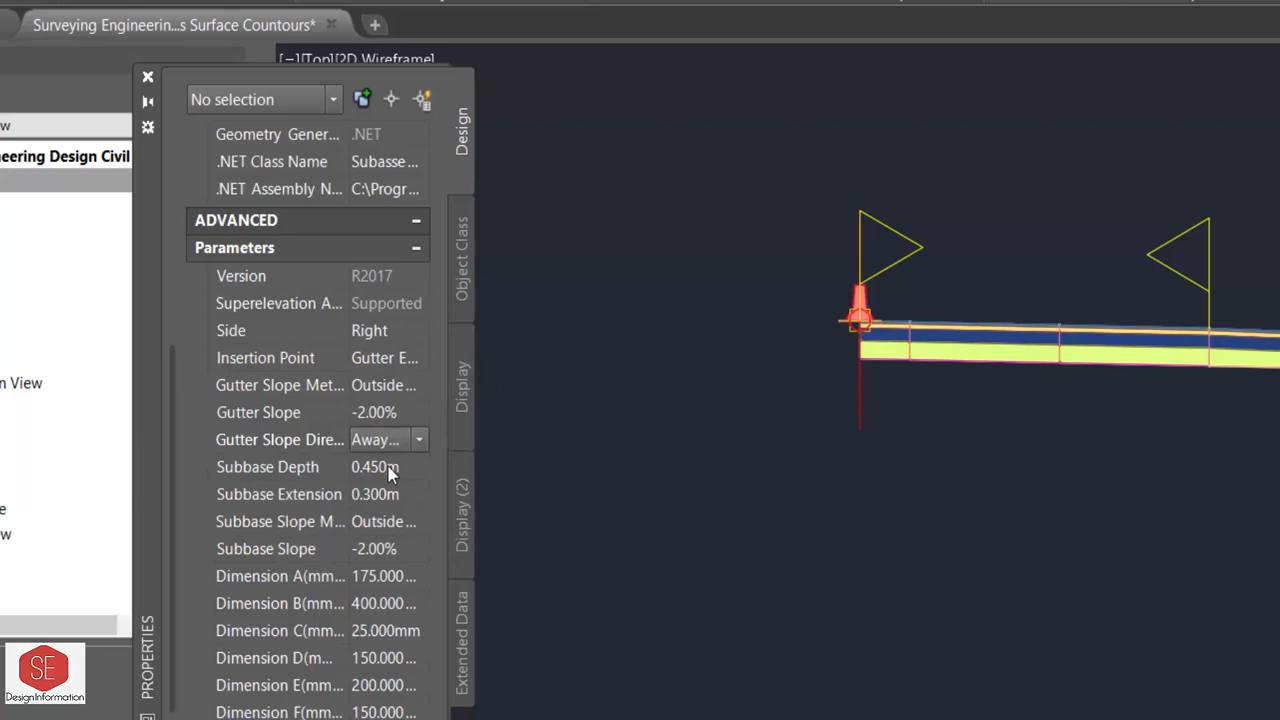 Surveying Engineerin...s Surface Countours*
[−][Top][2D Wireframe]
w
eering Design Civil
n View
e
w
No selection
Geometry Gener... .NET
.NET Class Name Subasse...
.NET Assembly N... C:\Progr...
ADVANCED
Parameters
Version R2017
Superelevation A... Supported
Side Right
Insertion Point Gutter E...
Gutter Slope Met... Outside...
Gutter Slope -2.00%
Gutter Slope Dire... Away...
Subbase Depth 0.450m
Subbase Extension 0.300m
Subbase Slope M... Outside...
Subbase Slope -2.00%
Dimension A(mm... 175.000...
Dimension B(mm... 400.000...
Dimension C(mm... 25.000mm
Dimension D(m... 150.000...
Dimension E(mm... 200.000...
Dimension F(mm... 150.000...
Design
Object Class
Display
Display (2)
Extended Data
PROPERTIES
SE
DesignInformation